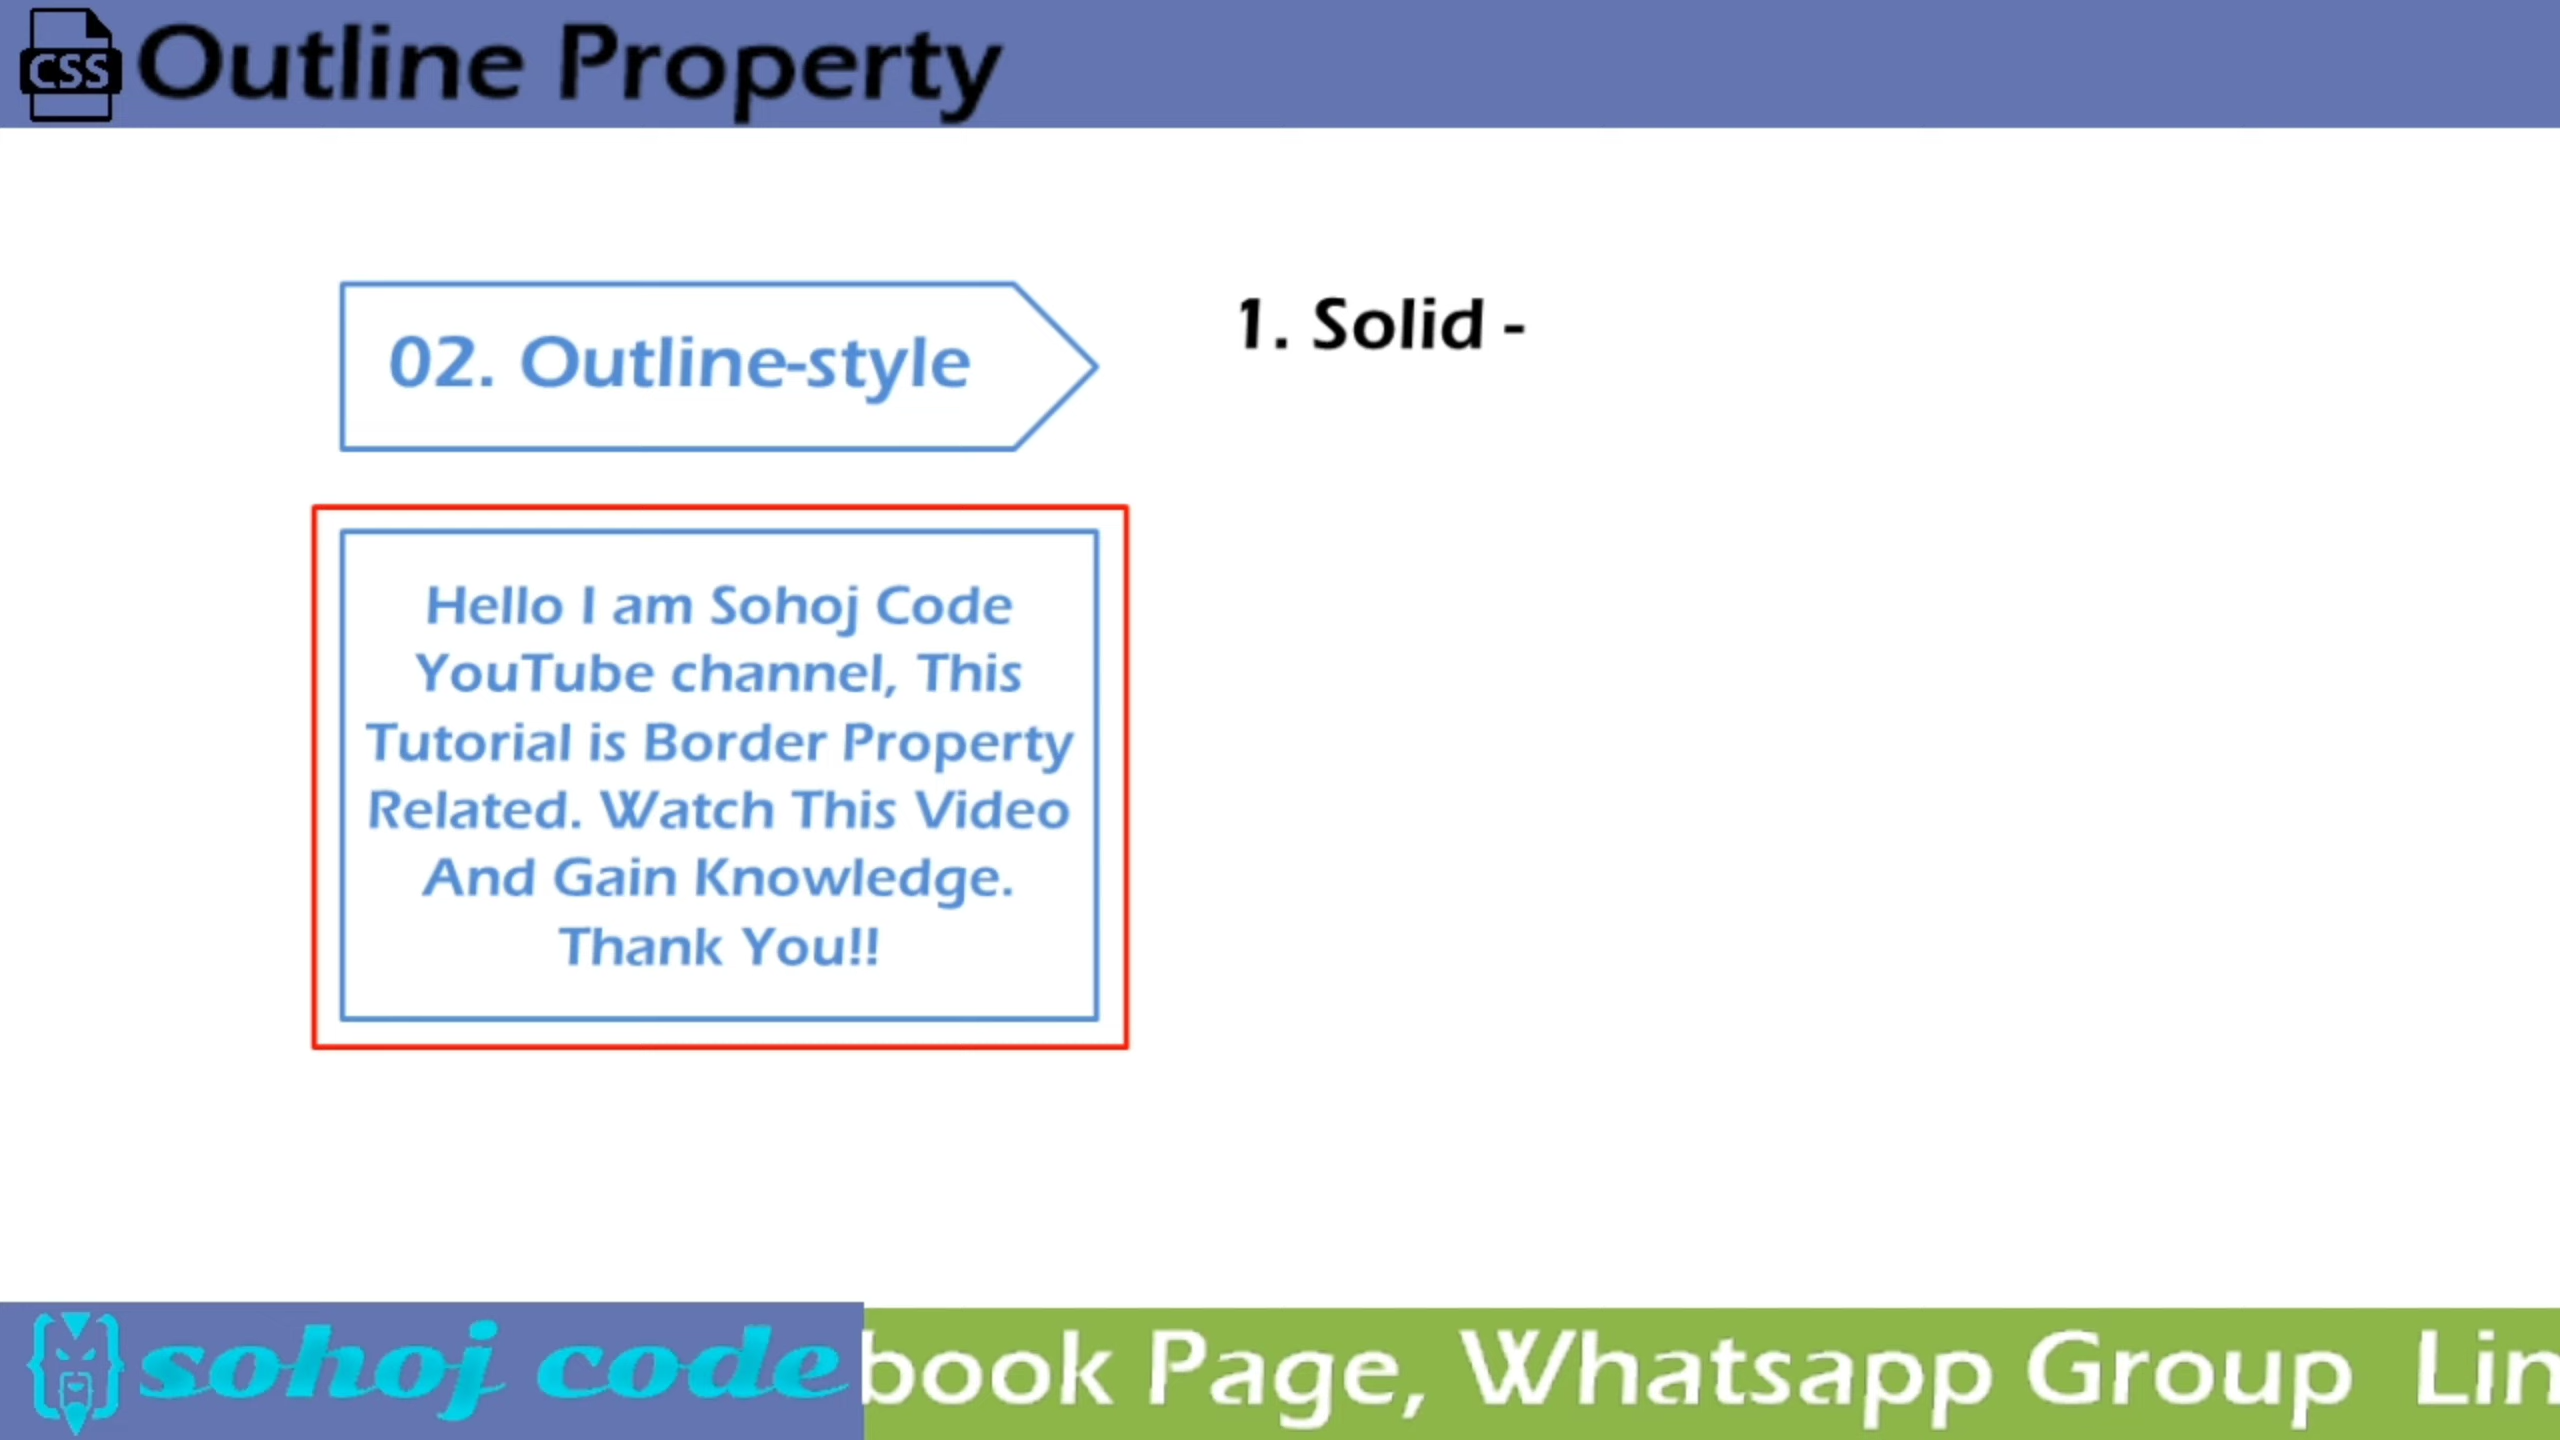 CSS Outline Property
02. Outline-style
1. Solid -
Hello I am Sohoj Code
YouTube channel, This
Tutorial is Border Property
Related. Watch This Video
And Gain Knowledge.
Thank You!!
sohoj code
book Page, Whatsapp Group Lin